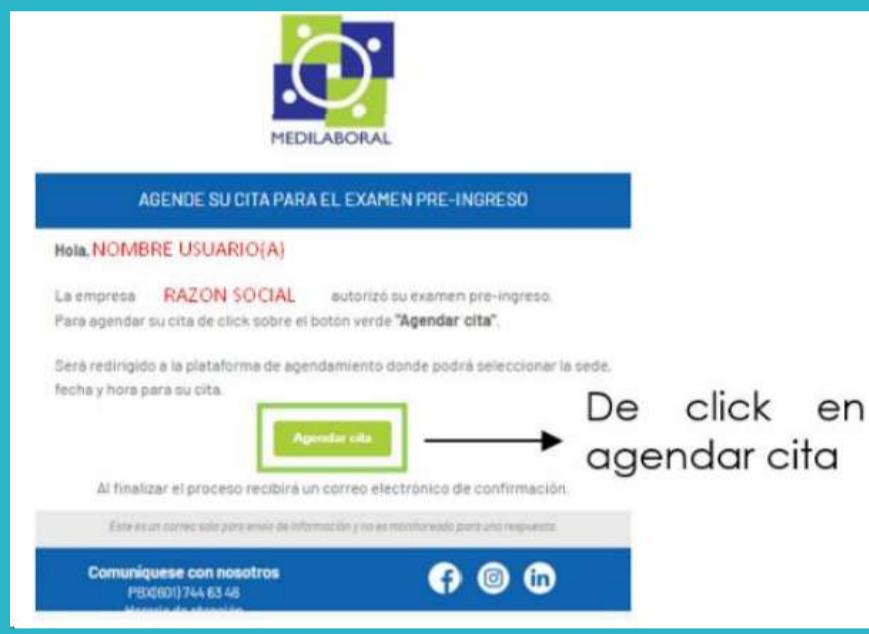 MEDILABORAL
AGENDE SU CITA PARA EL EXAMEN PRE-INGRESO
Hola, NOMBRE USUARIO(A)
La empresa RAZON SOCIAL autorizó su examen pre-ingreso.
Para agendar su cita de click sobre el botón verde "Agendar cita".
Será redirigido a la plataforma de agendamiento donde podrá seleccionar la sede,
fecha y hora para su cita.
Agendar cita
De click en
agendar cita
Al finalizar el proceso recibirá un correo electrónico de confirmación.
Este es un correo solo para envío de información y no es monitoreado para una respuesta.
Comuníquese con nosotros
PBX(601) 744 63 46
Horario de atención